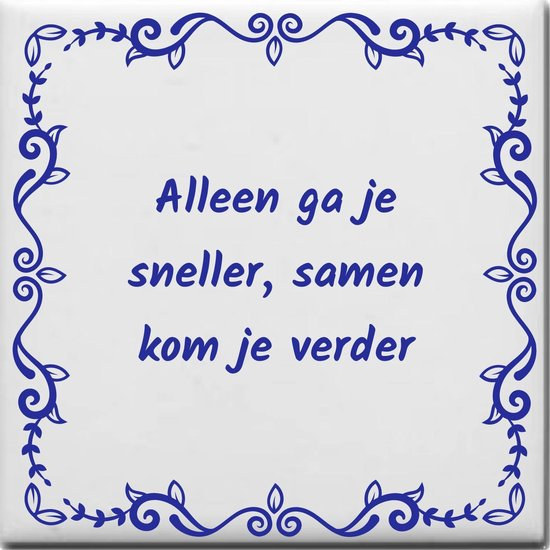 Alleen ga je
sneller, samen
kom je verder